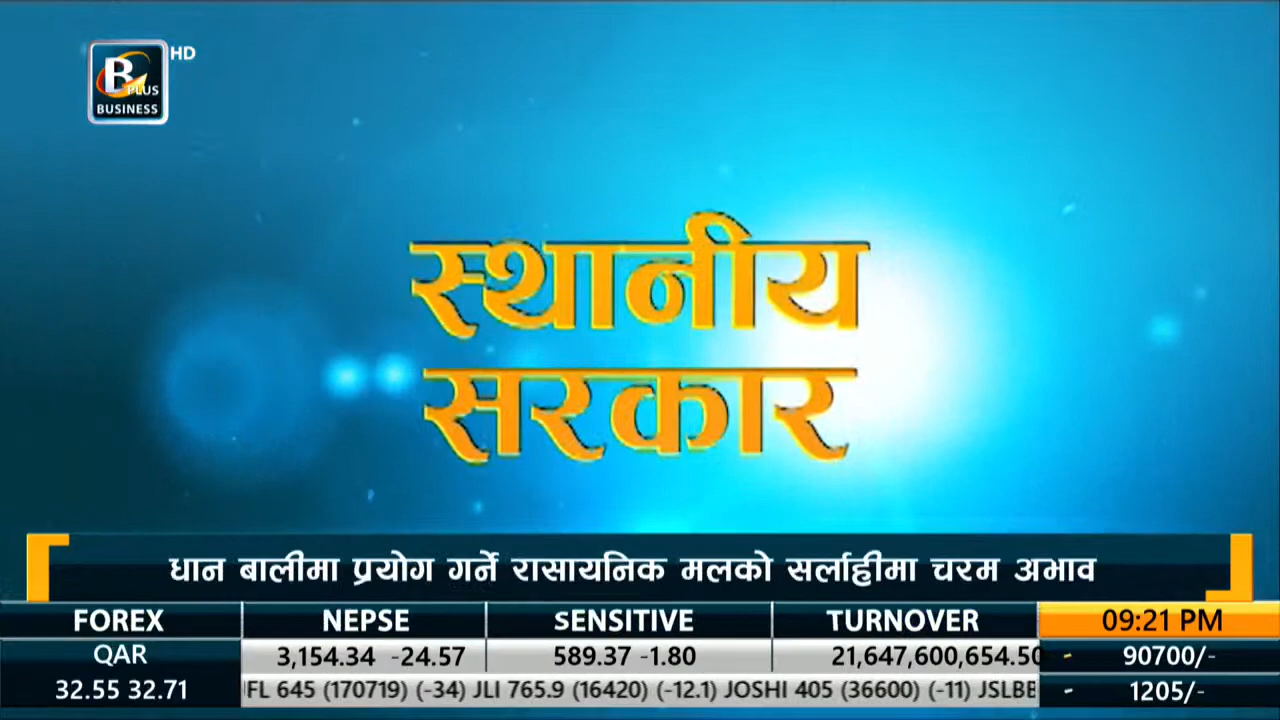 HD
B
PLUS
BUSINESS
स्थानीय
सरकार
धान बालीमा प्रयोग गर्ने रासायनिक मलको सर्लाहीमा चरम अभाव
FOREX NEPSE sENSITIVE TURNOVER 09:21 PM
QAR 3,154.34 -24.57 589.37 -1.80 21,647,600,654.50 - 90700/-
32.55 32.71 FL 645 (170719) (-34) JLI 765.9 (16420) (-12.1) JOSHI 405 (36600) (-11) JSLBB - 1205/-